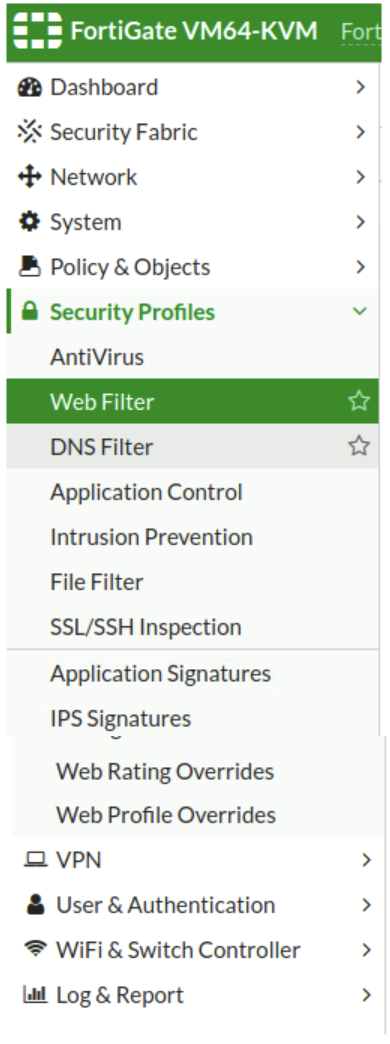 FortiGate VM64-KVM Fort
Dashboard
Security Fabric
Network
System
Policy & Objects
Security Profiles
AntiVirus
Web Filter
DNS Filter
Application Control
Intrusion Prevention
File Filter
SSL/SSH Inspection
Application Signatures
IPS Signatures
Web Rating Overrides
Web Profile Overrides
VPN
User & Authentication
WiFi & Switch Controller
Log & Report